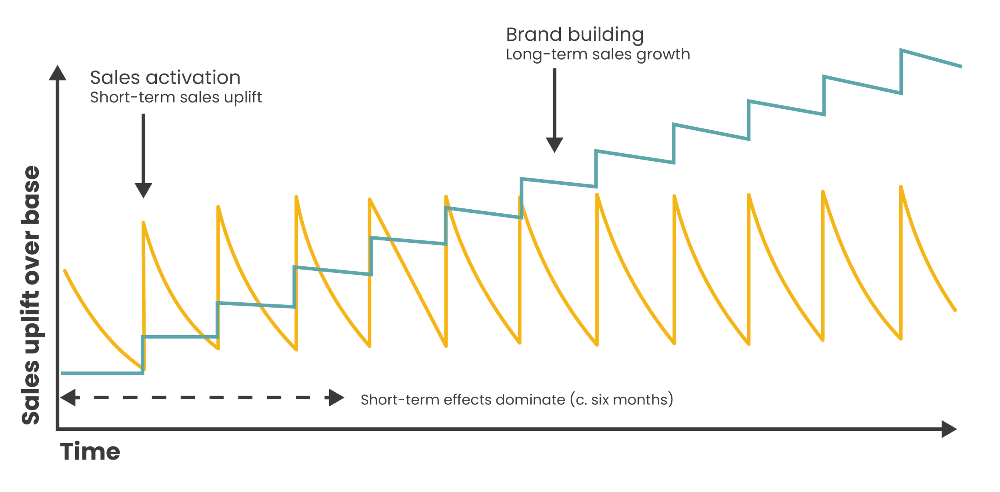 Brand building
Long-term sales growth
Sales activation
Short-term sales uplift
Sales uplift over base
Short-term effects dominate (c. six months)
Time